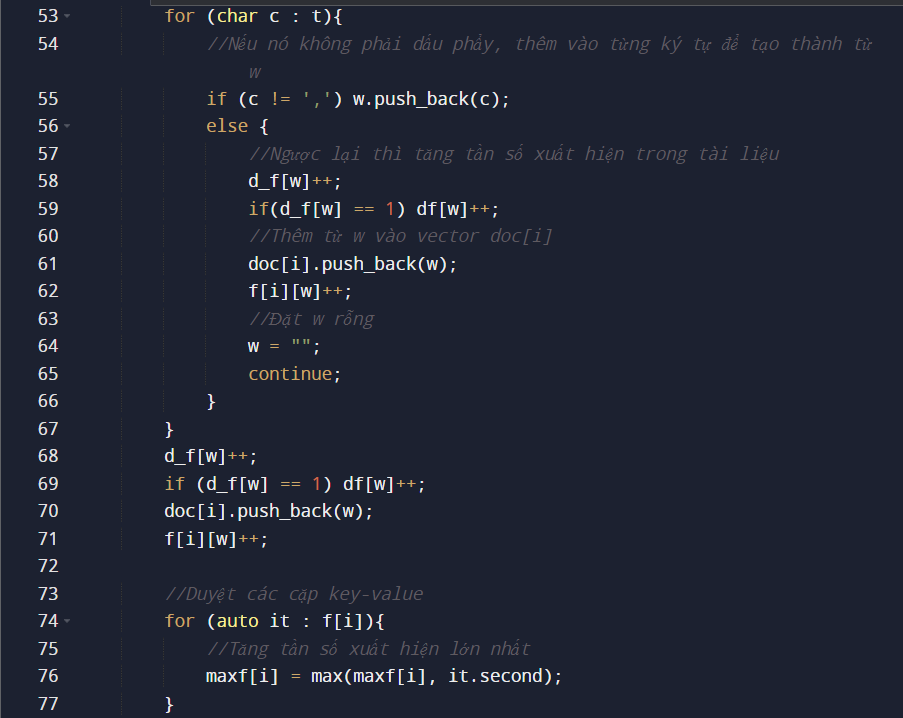 53 for (char c : t){
54 //Nếu nó không phải dấu phẩy, thêm vào từng ký tự để tạo thành từ
w
55 if (c != ',') w.push_back(c);
56 else {
57 //Ngược lại thì tăng tần số xuất hiện trong tài liệu
58 d_f[w]++;
59 if(d_f[w] == 1) df[w]++;
60 //Thêm từ w vào vector doc[i]
61 doc[i].push_back(w);
62 f[i][w]++;
63 //Đặt w rỗng
64 w = "";
65 continue;
66 }
67 }
68 d_f[w]++;
69 if (d_f[w] == 1) df[w]++;
70 doc[i].push_back(w);
71 f[i][w]++;
72
73 //Duyệt các cặp key-value
74 for (auto it : f[i]){
75 //Tăng tần số xuất hiện lớn nhất
76 maxf[i] = max(maxf[i], it.second);
77 }